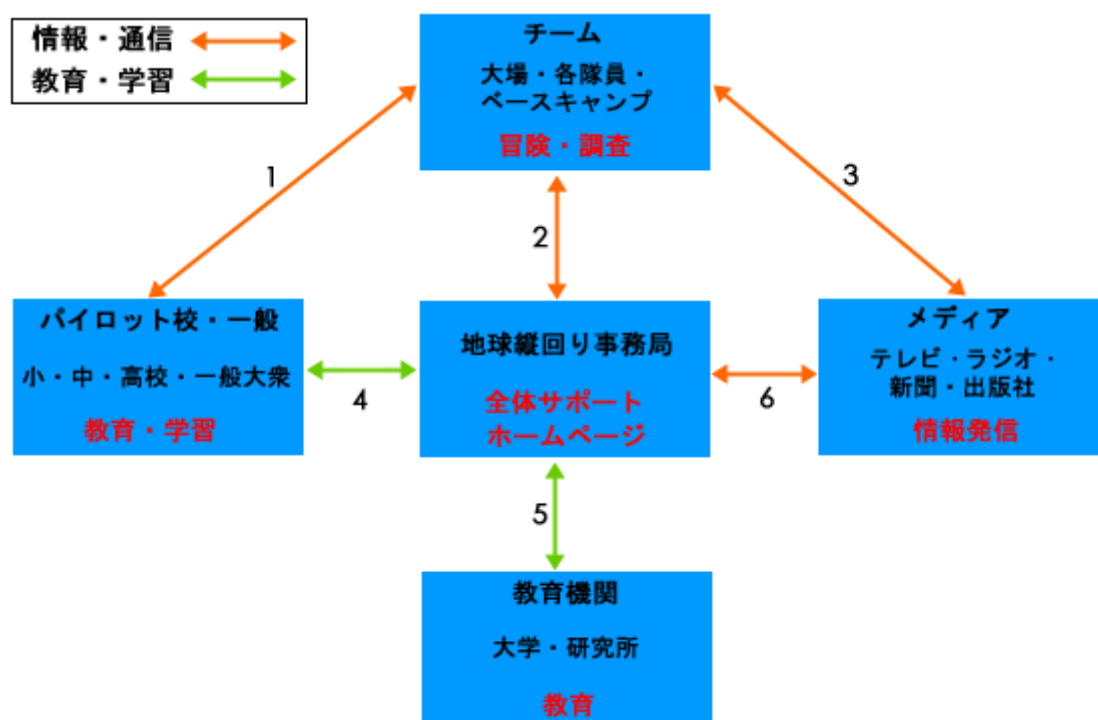 情報・通信
教育・学習
チーム
大場・各隊員・
ベースキャンプ
冒険・調査
1
2
3
パイロット校・一般
小・中・高校・一般大衆
教育・学習
4
地球縦回り事務局
全体サポート
ホームページ
6
メディア
テレビ・ラジオ・
新聞・出版社
情報発信
5
教育機関
大学・研究所
教育